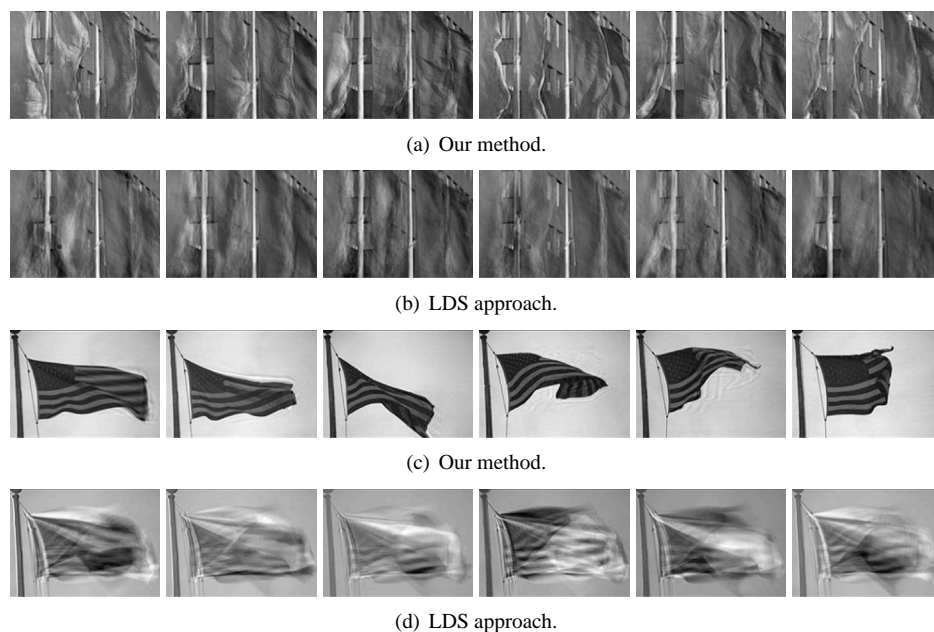 (a) Our method.
(b) LDS approach.
(c) Our method.
(d) LDS approach.